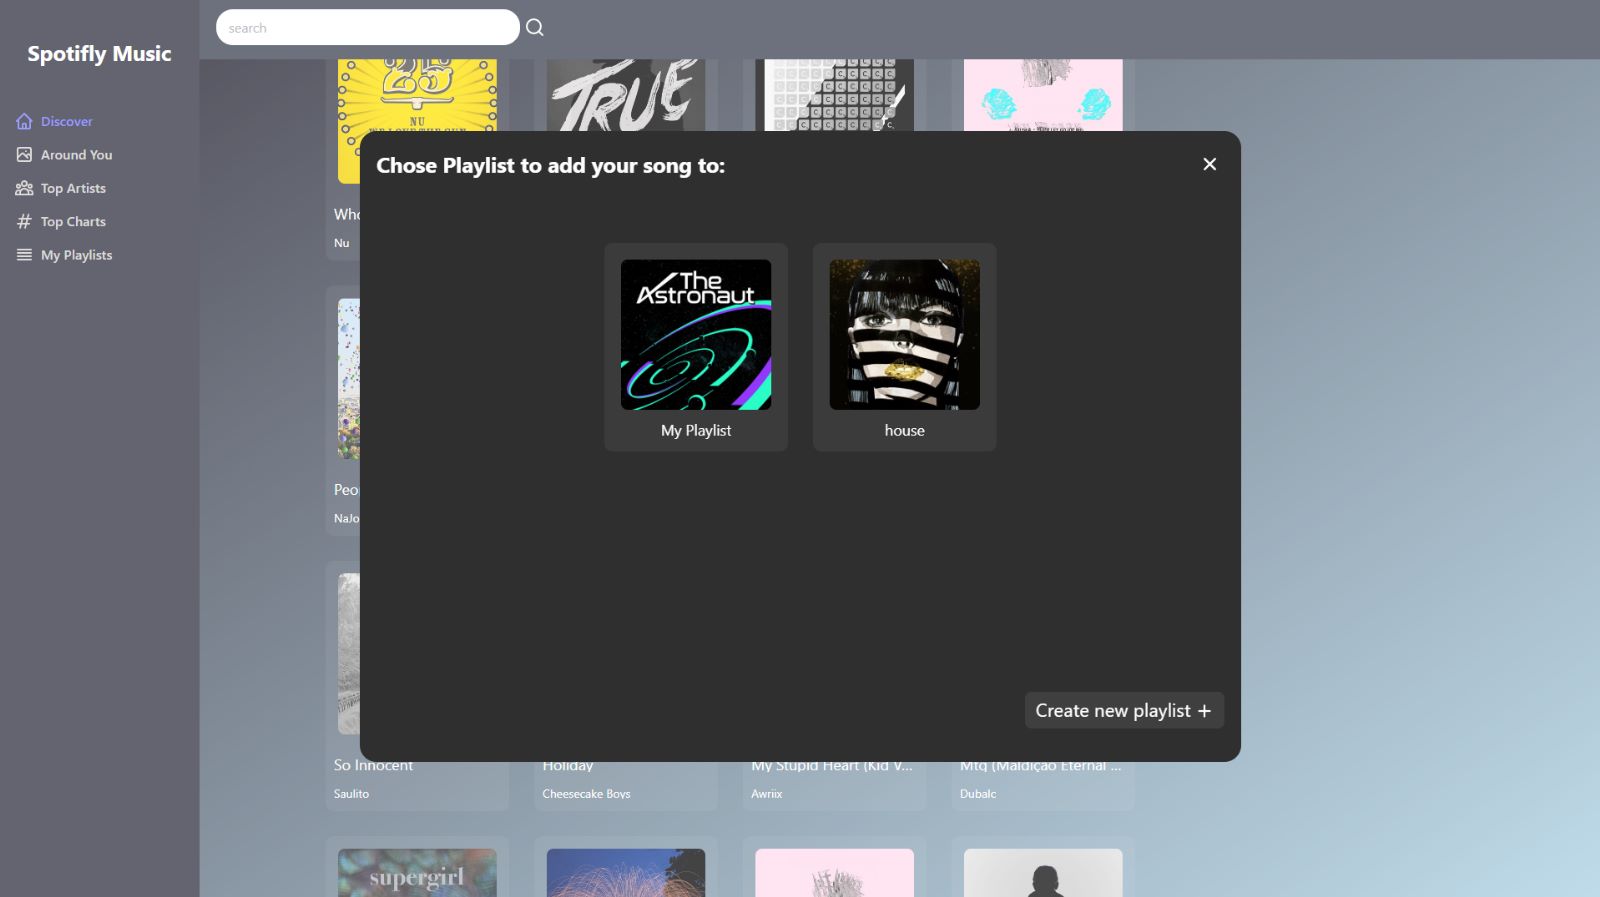 Spotifly Music
search
Discover
Around You
Top Artists
Top Charts
My Playlists
25
NU
TRUE
Who
Nu
Chose Playlist to add your song to:
The
Astronaut
My Playlist
house
Peo
NaJo
Create new playlist +
So Innocent
Holiday
My Stupid Heart (Kid V...
Mtg (Maldição Eternal ...
Saulito
Cheesecake Boys
Awriix
Dubalc
supergirl